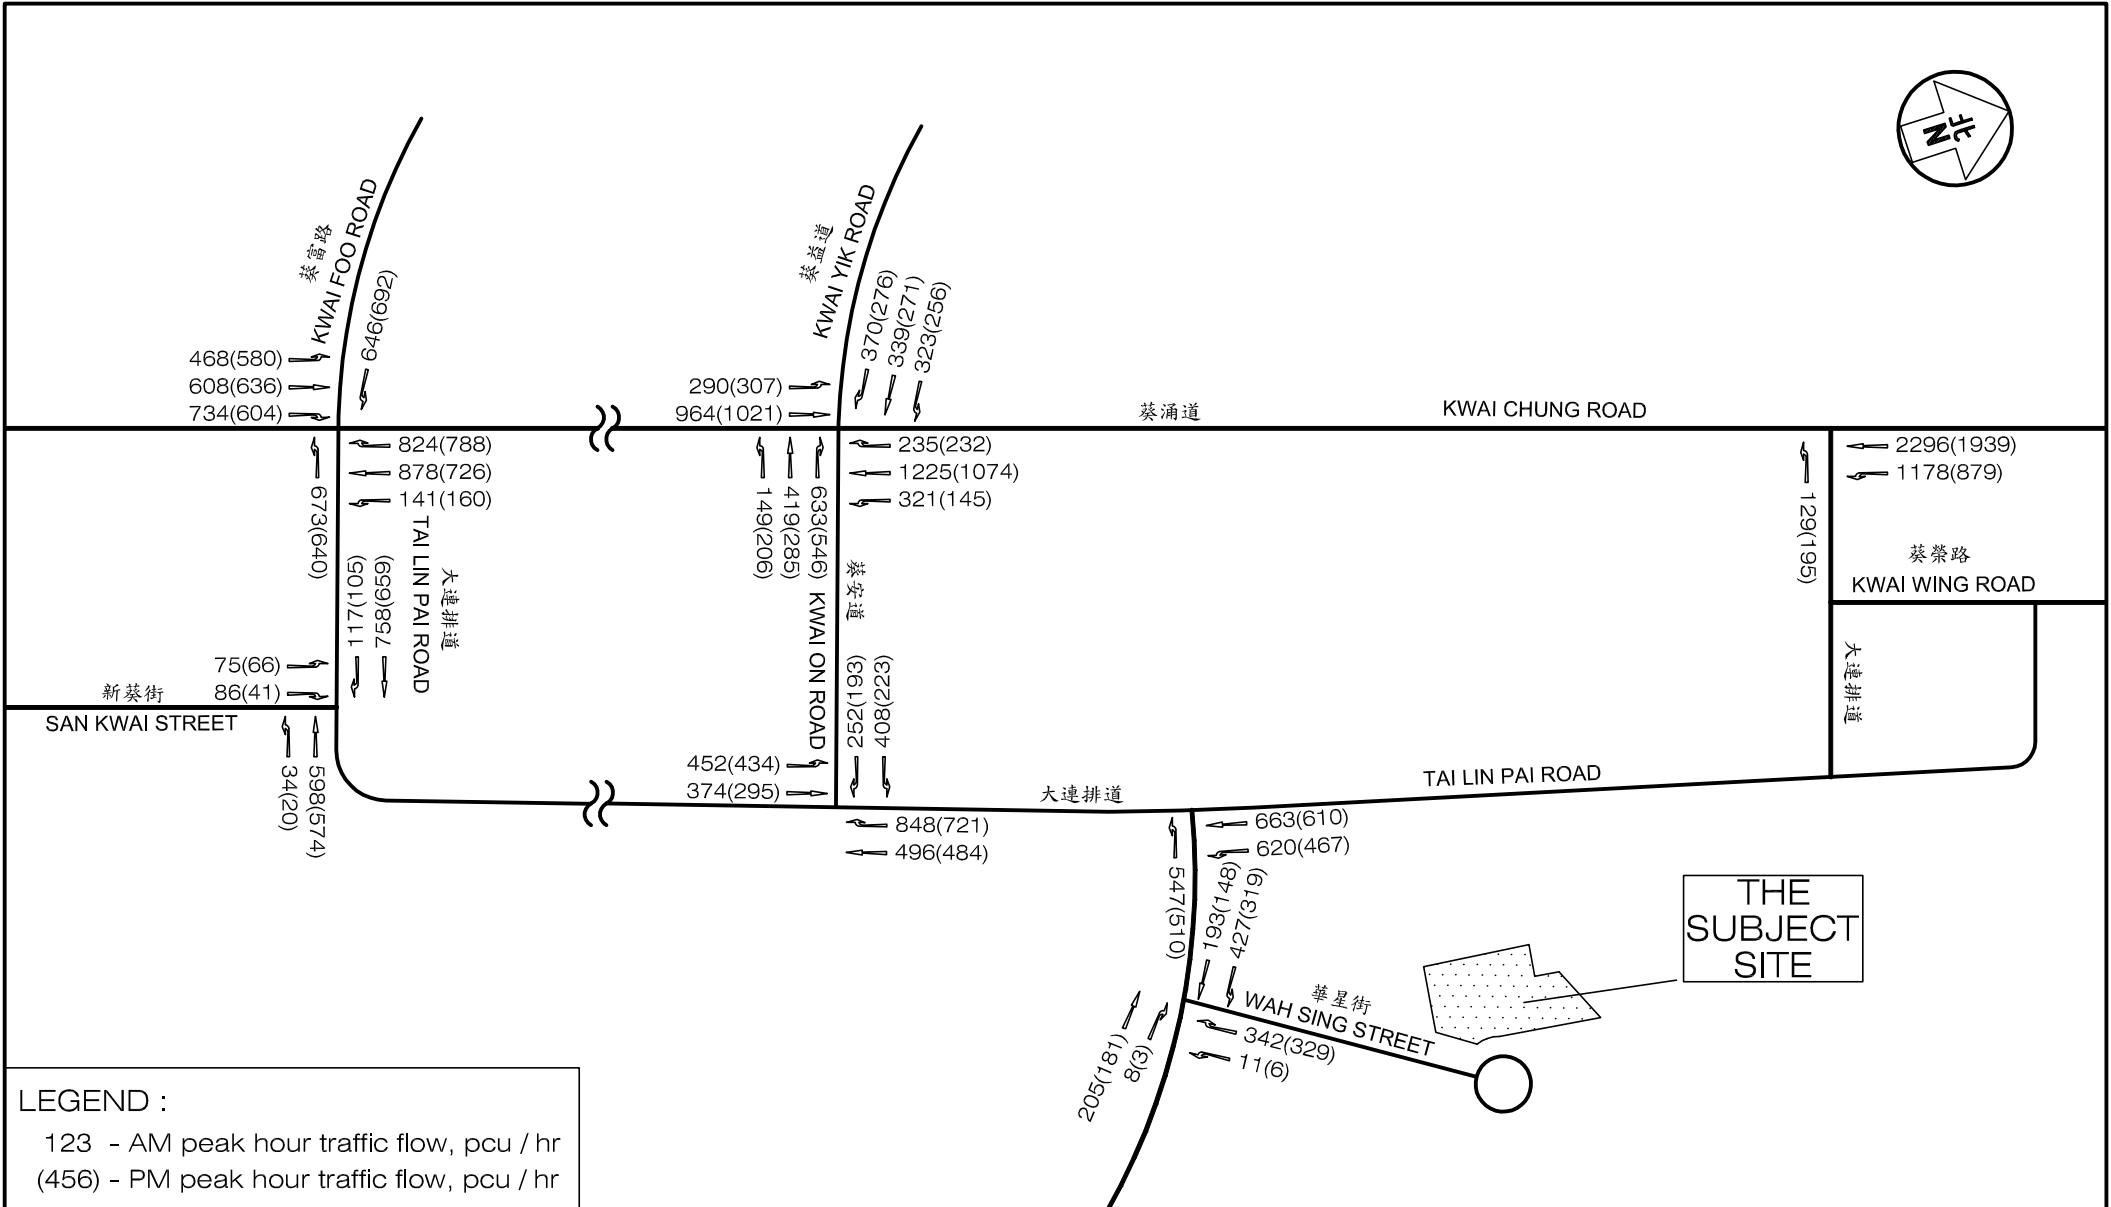 北
N
葵富路
KWAI FOO ROAD
646(692)
468(580)
608(636)
734(604)
葵益道
KWAI YIK ROAD
370(276)
339(271)
323(256)
290(307)
964(1021)
葵涌道
KWAI CHUNG ROAD
824(788)
878(726)
141(160)
673(640)
235(232)
1225(1074)
321(145)
149(206)
419(285)
633(546)
2296(1939)
1178(879)
129(195)
葵榮路
KWAI WING ROAD
117(105)
758(659)
TAI LIN PAI ROAD
大連排道
葵安道
KWAI ON ROAD
252(193)
408(223)
大連排道
75(66)
86(41)
新葵街
SAN KWAI STREET
34(20)
598(574)
452(434)
374(295)
大連排道
TAI LIN PAI ROAD
848(721)
496(484)
663(610)
620(467)
547(510)
193(148)
427(319)
THE
SUBJECT
SITE
華星街
WAH SING STREET
342(329)
11(6)
205(181)
8(3)
LEGEND :
123 - AM peak hour traffic flow, pcu / hr
(456) - PM peak hour traffic flow, pcu / hr